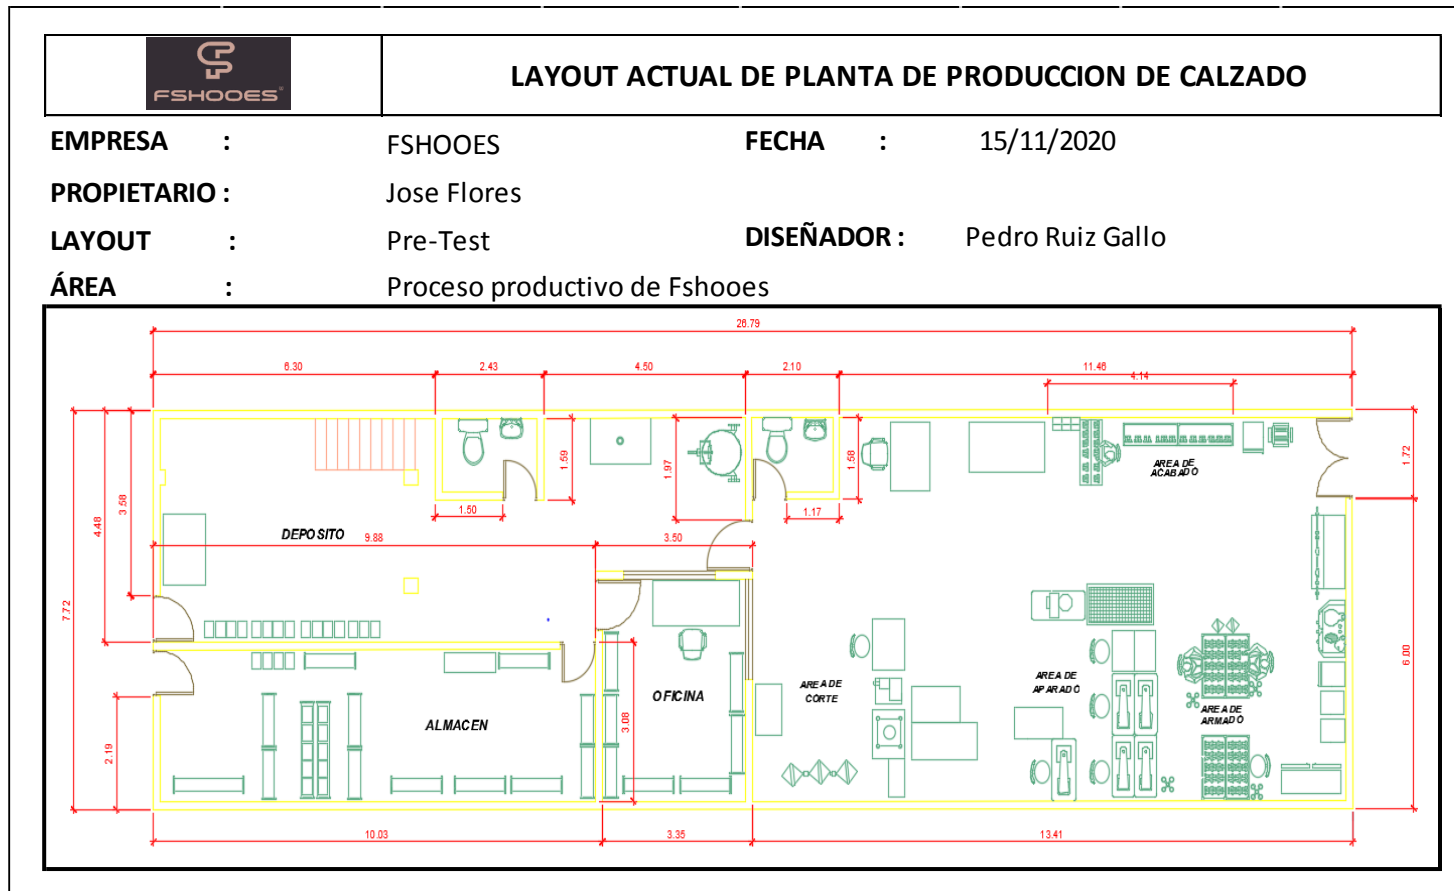 FSHOOES
LAYOUT ACTUAL DE PLANTA DE PRODUCCION DE CALZADO
EMPRESA : FSHOOES FECHA : 15/11/2020
PROPIETARIO : Jose Flores
LAYOUT : Pre-Test DISEÑADOR : Pedro Ruiz Gallo
ÁREA : Proceso productivo de Fshooes
26.79
6.30 2.43 4.50 2.10 11.46
4.14
1.59 1.97 1.58 1.72
AREA DE
ACABADO
1.50 1.17
3.58
4.48
DEPOSITO 9.88 3.50
7.72
6.00
OFICINA
AREA DE
CORTE
AREA DE
APARADO
AREA DE
ARMADO
ALMACEN
3.08
2.19
10.03 3.35 13.41